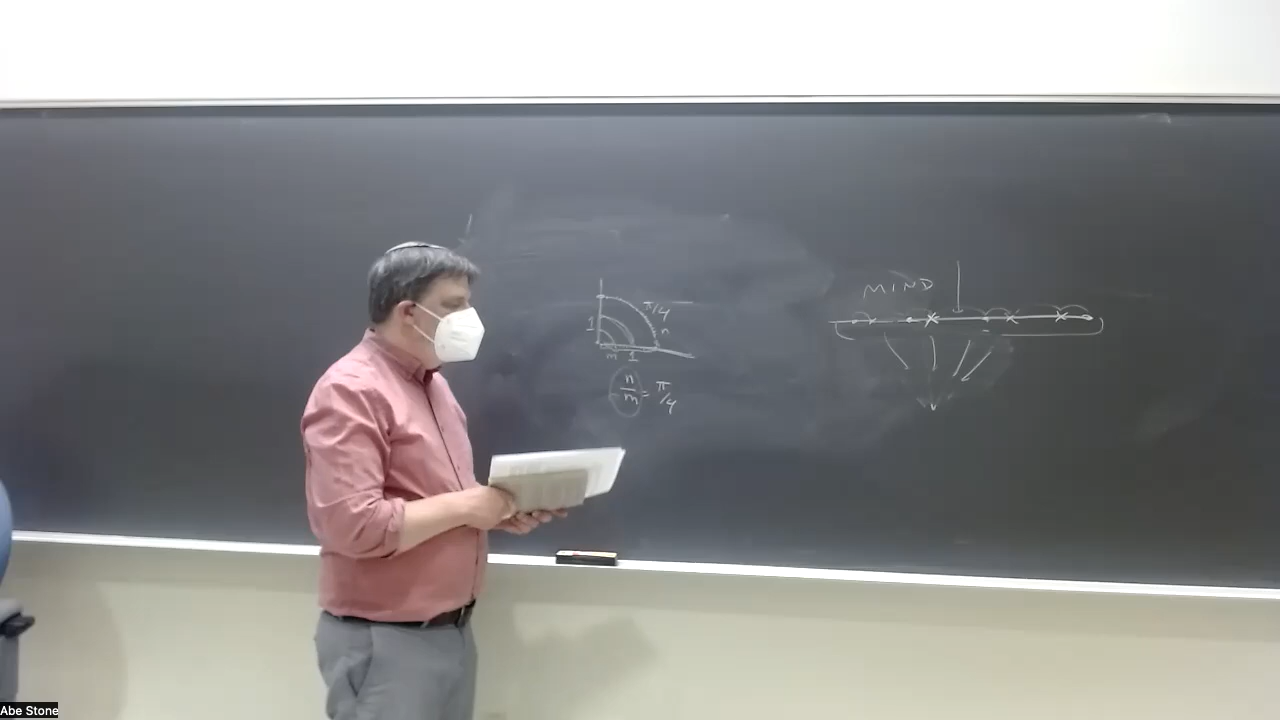 π/4
1
n
m 1
n/m = π/4
MIND
Abe Stone